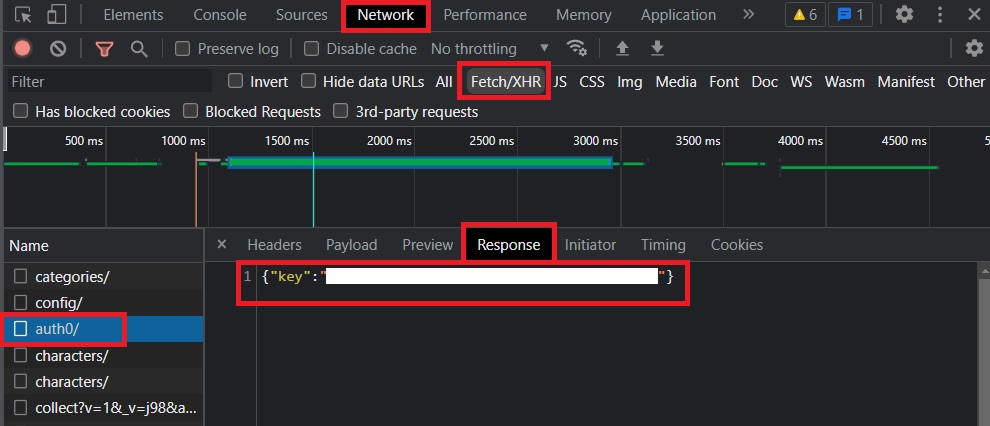 Elements Console Sources Network Performance Memory Application » 6 1
Preserve log Disable cache No throttling
Filter Invert Hide data URLs All Fetch/XHR JS CSS Img Media Font Doc WS Wasm Manifest Other
Has blocked cookies Blocked Requests 3rd-party requests
500 ms 1000 ms 1500 ms 2000 ms 2500 ms 3000 ms 3500 ms 4000 ms 4500 ms 5
Name × Headers Payload Preview Response Initiator Timing Cookies
1 {"key":" "}
categories/
config/
auth0/
characters/
characters/
collect?v=1&_v=j98&a...